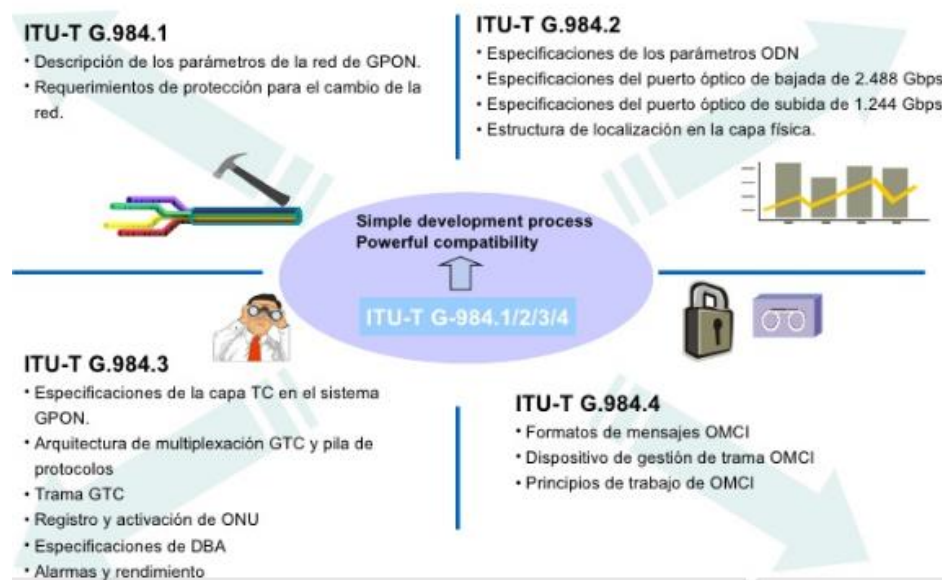 ITU-T G.984.1
• Descripción de los parámetros de la red de GPON.
• Requerimientos de protección para el cambio de la
red.
ITU-T G.984.2
• Especificaciones de los parámetros ODN
• Especificaciones del puerto óptico de bajada de 2.488 Gbps
• Especificaciones del puerto óptico de subida de 1.244 Gbps
• Estructura de localización en la capa física.
Simple development process
Powerful compatibility
ITU-T G-984.1/2/3/4
ITU-T G.984.3
• Especificaciones de la capa TC en el sistema
GPON.
• Arquitectura de multiplexación GTC y pila de
protocolos
• Trama GTC
• Registro y activación de ONU
• Especificaciones de DBA
• Alarmas y rendimiento
ITU-T G.984.4
• Formatos de mensajes OMCI
• Dispositivo de gestión de trama OMCI
• Principios de trabajo de OMCI